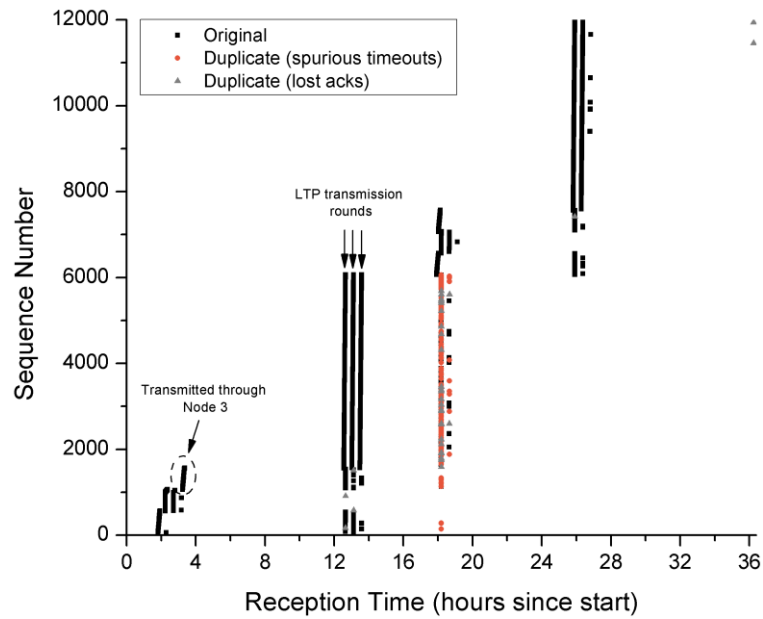 Original
Duplicate (spurious timeouts)
Duplicate (lost acks)
12000
10000
8000
6000
4000
2000
0
Sequence Number
LTP transmission
rounds
Transmitted through
Node 3
0 4 8 12 16 20 24 28 32 36
Reception Time (hours since start)